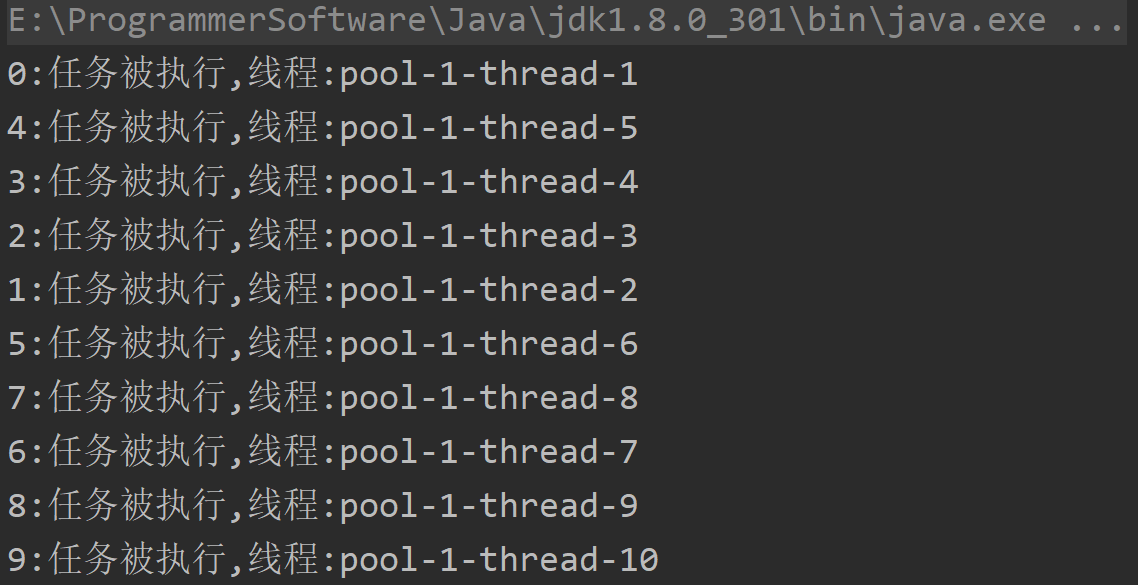 E:\ProgrammerSoftware\Java\jdk1.8.0_301\bin\java.exe ...
0:任务被执行,线程:pool-1-thread-1
4:任务被执行,线程:pool-1-thread-5
3:任务被执行,线程:pool-1-thread-4
2:任务被执行,线程:pool-1-thread-3
1:任务被执行,线程:pool-1-thread-2
5:任务被执行,线程:pool-1-thread-6
7:任务被执行,线程:pool-1-thread-8
6:任务被执行,线程:pool-1-thread-7
8:任务被执行,线程:pool-1-thread-9
9:任务被执行,线程:pool-1-thread-10